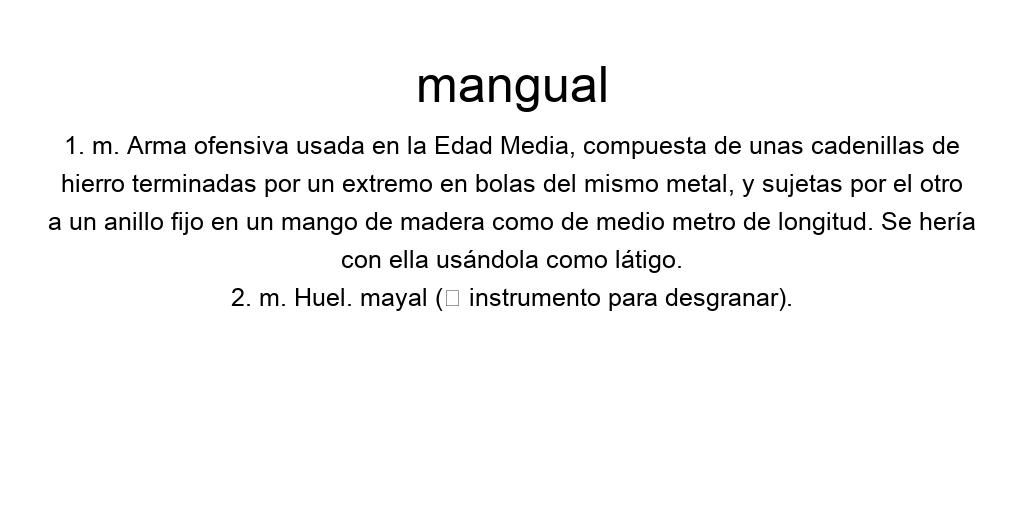 mangual
1. m. Arma ofensiva usada en la Edad Media, compuesta de unas cadenillas de
hierro terminadas por un extremo en bolas del mismo metal, y sujetas por el otro
a un anillo fijo en un mango de madera como de medio metro de longitud. Se hería
con ella usándola como látigo.
2. m. Huel. mayal (□ instrumento para desgranar).